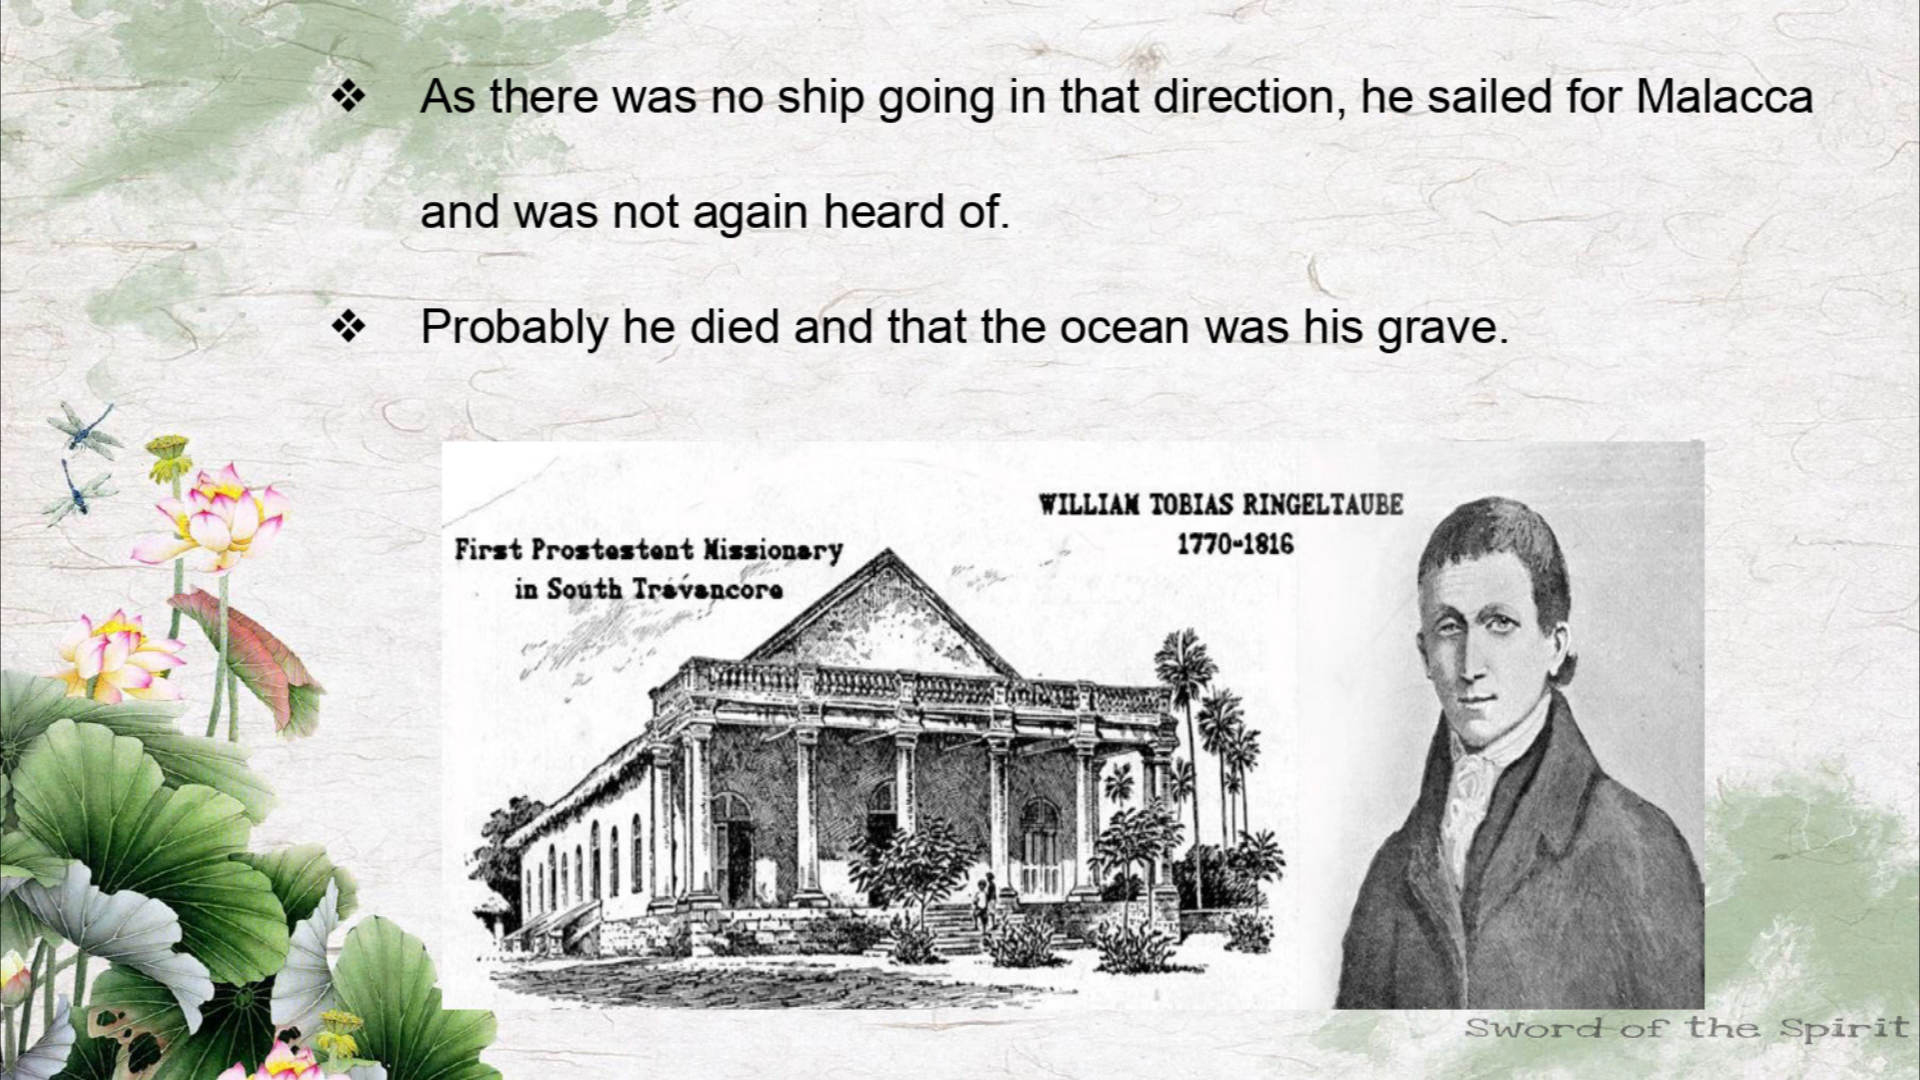 ❖ As there was no ship going in that direction, he sailed for Malacca
and was not again heard of.
❖ Probably he died and that the ocean was his grave.
WILLIAM TOBIAS RINGELTAUBE
1770-1816
First Prostestent Missionary
in South Travancore
Sword of the Spirit